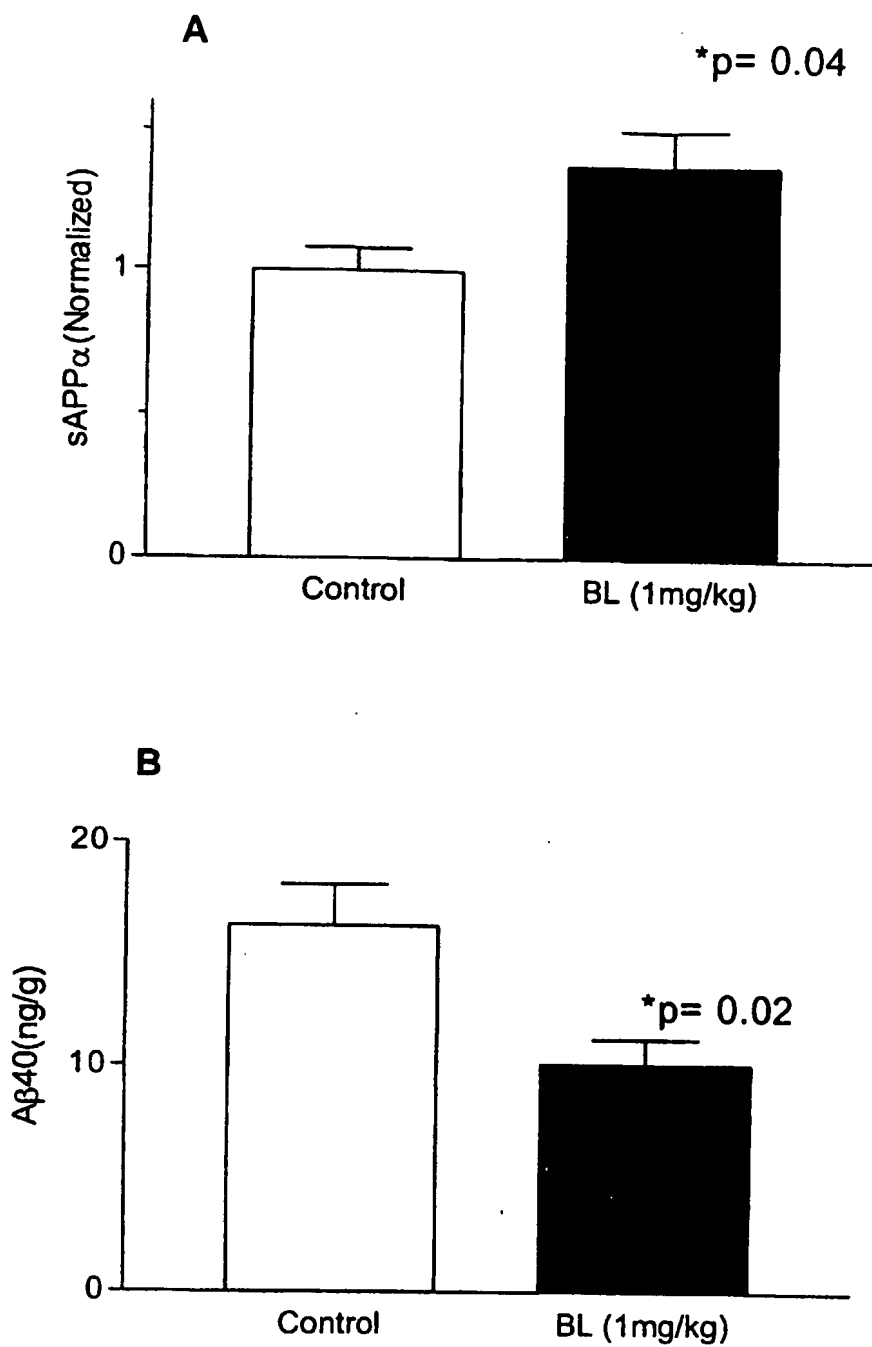 A
*p= 0.04
sAPPα(Normalized)
1
0
Control
BL (1mg/kg)
B
20
Aβ40(ng/g)
*p= 0.02
10
0
Control
BL (1mg/kg)